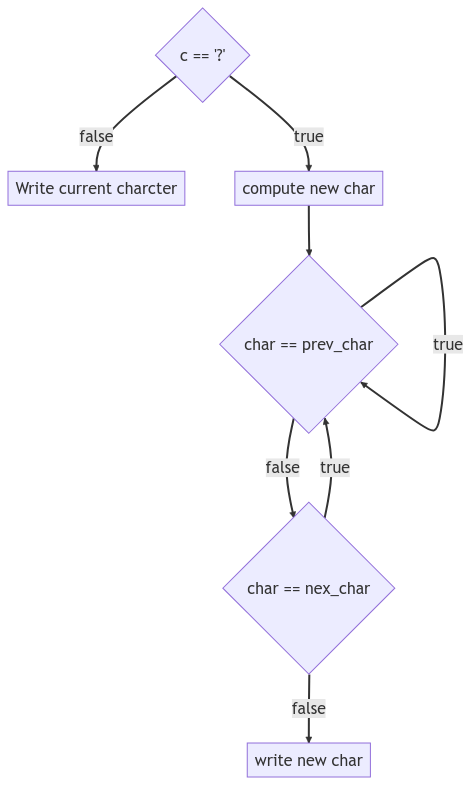 c == '?'
false
true
Write current charcter
compute new char
char == prev_char
true
false
true
char == nex_char
false
write new char